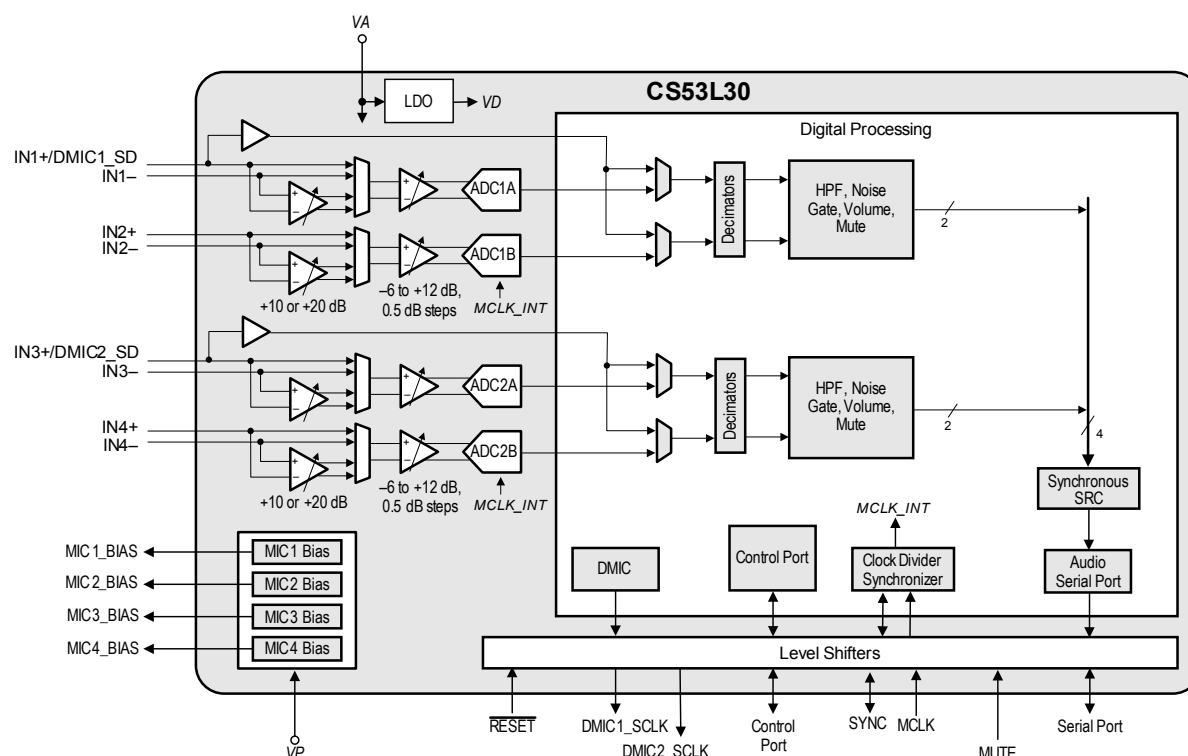 VA
CS53L30
LDO
VD
Digital Processing
IN1+/DMIC1_SD
IN1–
+
–
+
–
ADC1A
Decimators
HPF, Noise
Gate, Volume,
Mute
2
IN2+
IN2–
+
–
+
–
ADC1B
+10 or +20 dB
–6 to +12 dB,
0.5 dB steps
MCLK_INT
IN3+/DMIC2_SD
IN3–
+
–
+
–
ADC2A
Decimators
HPF, Noise
Gate, Volume,
Mute
2
4
IN4+
IN4–
+
–
+
–
ADC2B
+10 or +20 dB
–6 to +12 dB,
0.5 dB steps
MCLK_INT
Synchronous
SRC
MCLK_INT
MIC1_BIAS
MIC1 Bias
MIC2_BIAS
MIC2 Bias
MIC3_BIAS
MIC3 Bias
MIC4_BIAS
MIC4 Bias
DMIC
Control Port
Clock Divider
Synchronizer
Audio
Serial Port
Level Shifters
VP
RESET
DMIC1_SCLK
DMIC2_SCLK
Control
Port
SYNC
MCLK
MUTE
Serial Port